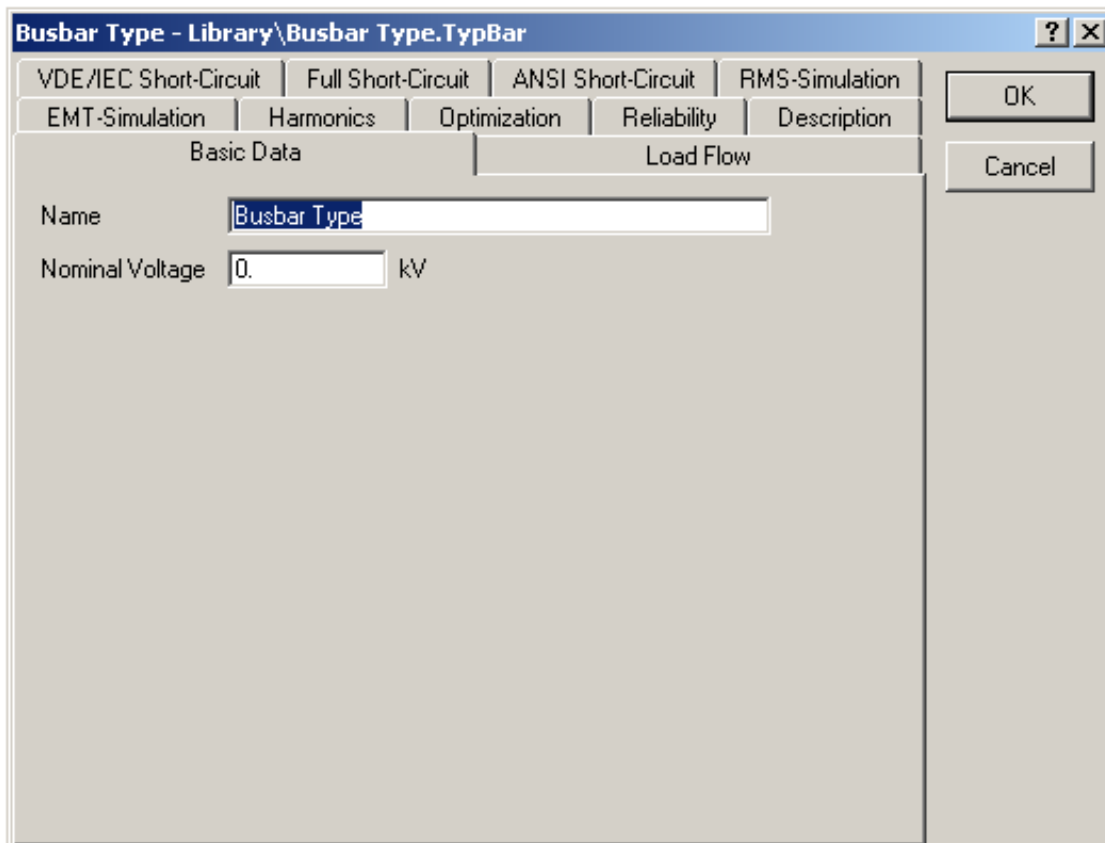 Busbar Type - Library\Busbar Type.TypBar
VDE/IEC Short-Circuit Full Short-Circuit ANSI Short-Circuit RMS-Simulation
EMT-Simulation Harmonics Optimization Reliability Description
Basic Data Load Flow
OK
Cancel
Name Busbar Type
Nominal Voltage 0. kV